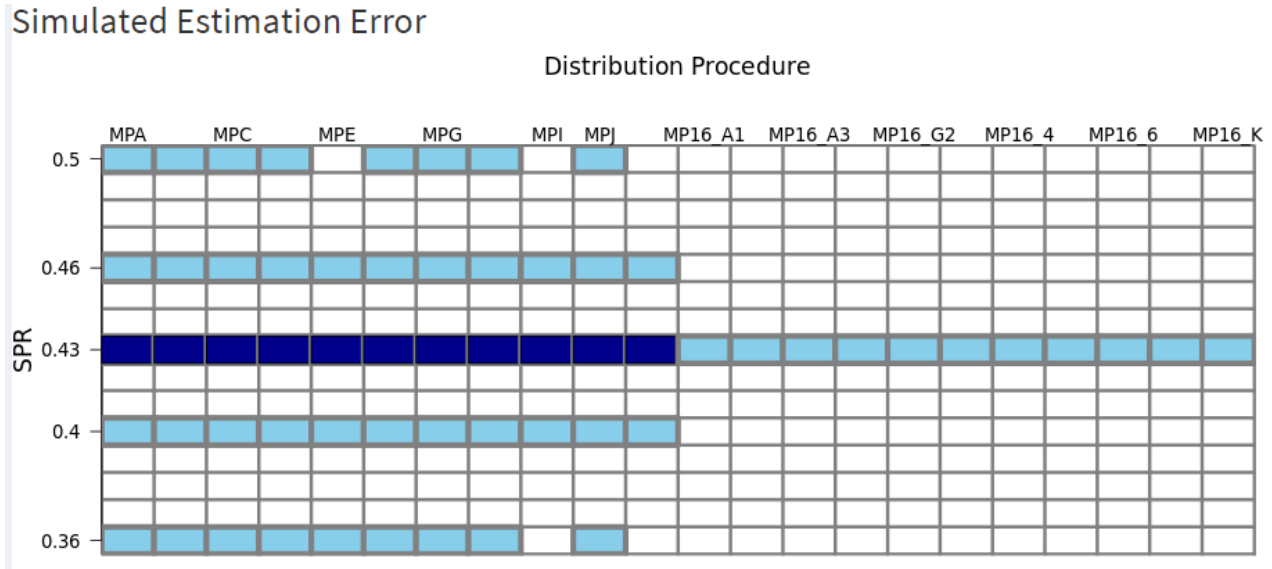 Simulated Estimation Error
Distribution Procedure
MPA MPC MPE MPG MPI MPJ MP16_A1 MP16_A3 MP16_G2 MP16_4 MP16_6 MP16_K
0.5
0.46
SPR
0.43
0.4
0.36